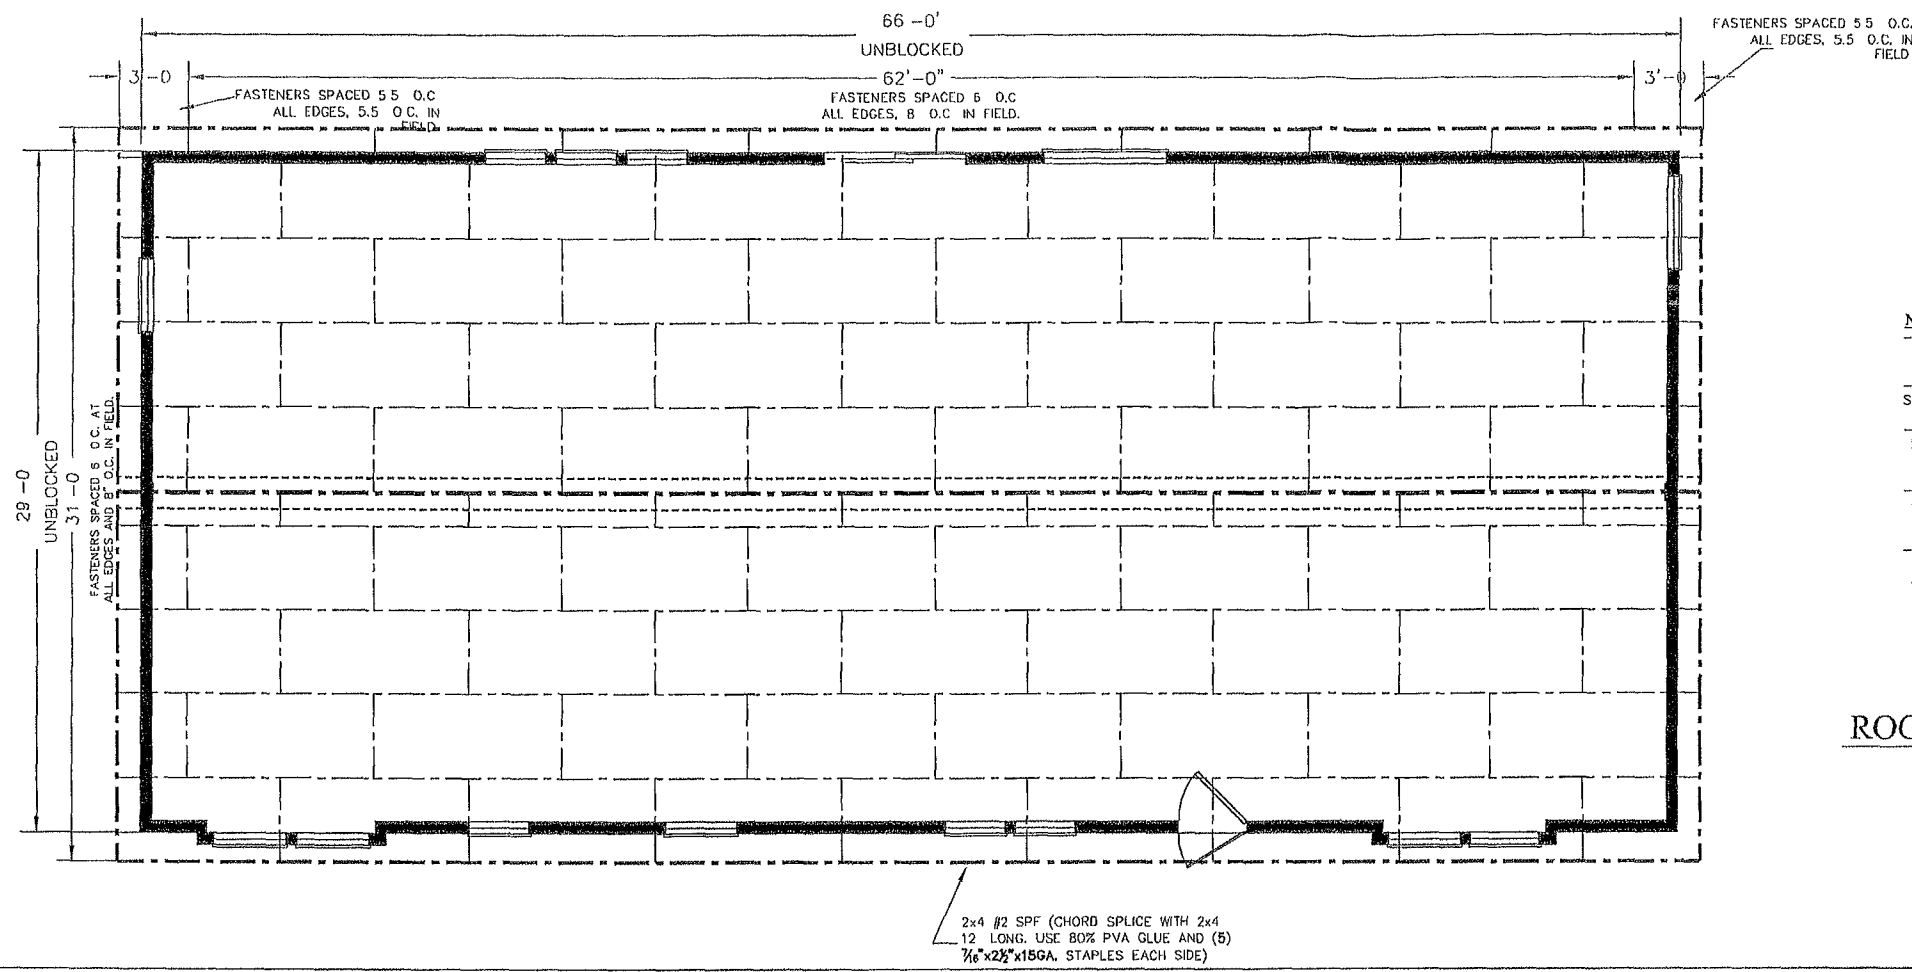 66 -0'
UNBLOCKED
3 -0
62'-0"
3'-0
FASTENERS SPACED 5 5 O.C.
ALL EDGES, 5.5 O.C. IN
FIELD
FASTENERS SPACED 5 5 O.C
ALL EDGES, 5.5 O C. IN
FIELD.
FASTENERS SPACED 6 O.C
ALL EDGES, 8 O.C IN FIELD.
29 -0
UNBLOCKED
31 -0
FASTENERS SPACED 6 O C. AT
ALL EDGES AND 8" O.C. IN FIELD.
N
S
ROO
2x4 #2 SPF (CHORD SPLICE WITH 2x4
12 LONG. USE 80% PVA GLUE AND (5)
7/16"x2½"x15GA. STAPLES EACH SIDE)